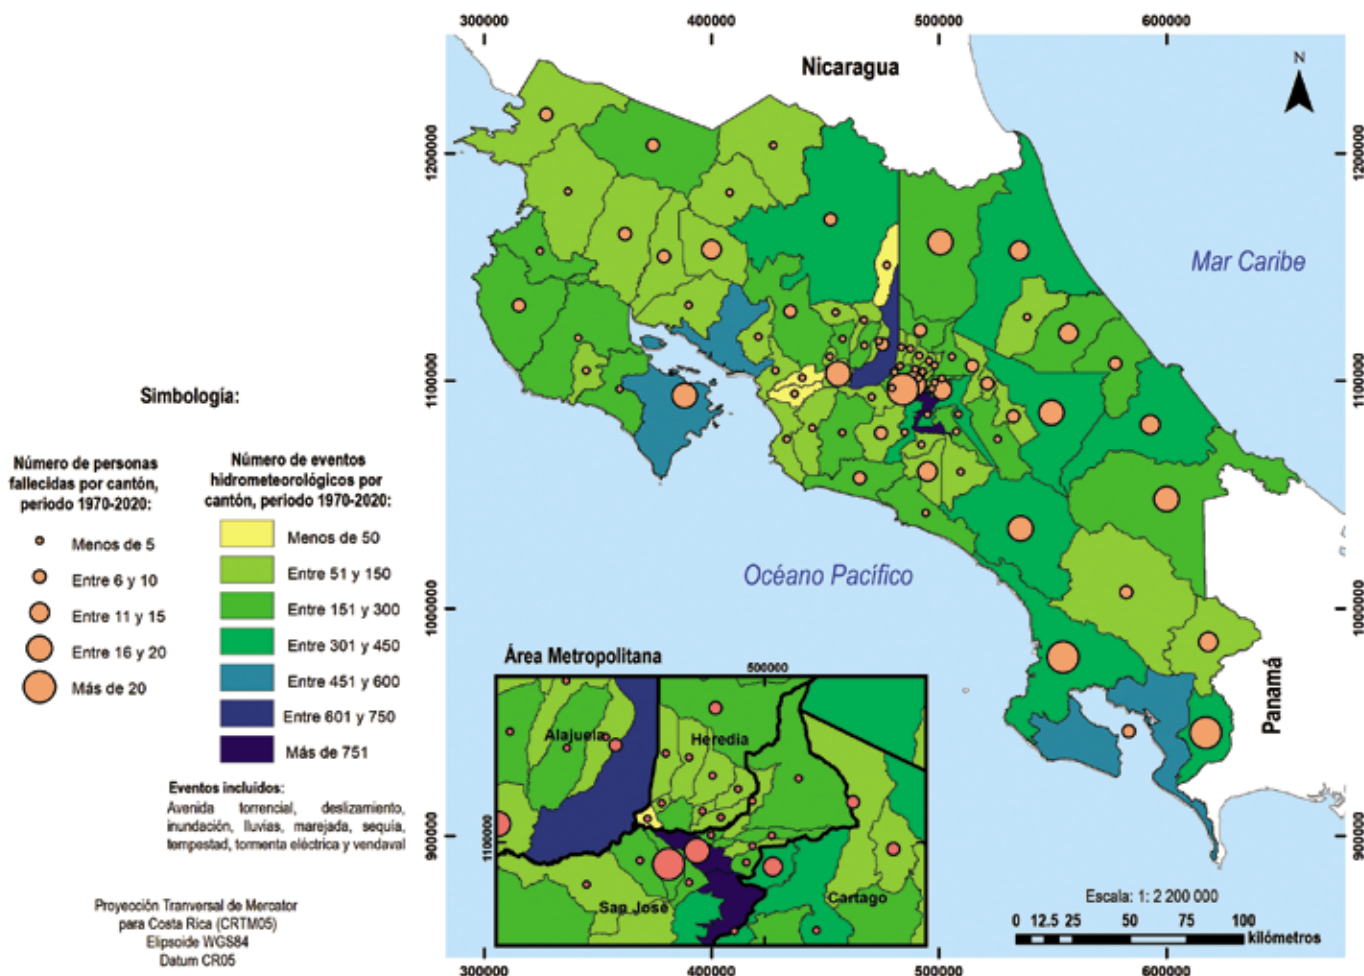 300000
400000
500000
600000
Nicaragua
N
1200000
1200000
Mar Caribe
1100000
1100000
Simbología:
Número de personas
fallecidas por cantón,
periodo 1970-2020:
Menos de 5
Entre 6 y 10
Entre 11 y 15
Entre 16 y 20
Más de 20
Número de eventos
hidrometeorológicos por
cantón, periodo 1970-2020:
Menos de 50
Entre 51 y 150
Entre 151 y 300
Entre 301 y 450
Entre 451 y 600
Entre 601 y 750
Más de 751
Eventos incluidos:
Avenida torrencial, deslizamiento,
inundación, lluvias, marejada, sequía,
tempestad, tormenta eléctrica y vendaval
Proyección Tranversal de Mercator
para Costa Rica (CRTM05)
Elipsoide WGS84
Datum CR05
Océano Pacífico
1000000
1000000
Panamá
Área Metropolitana
500000
Alajuela
Heredia
1100000
San José
Cartago
900000
900000
Escala: 1: 2 200 000
0 12.5 25 50 75 100
kilómetros
300000
400000
500000
600000